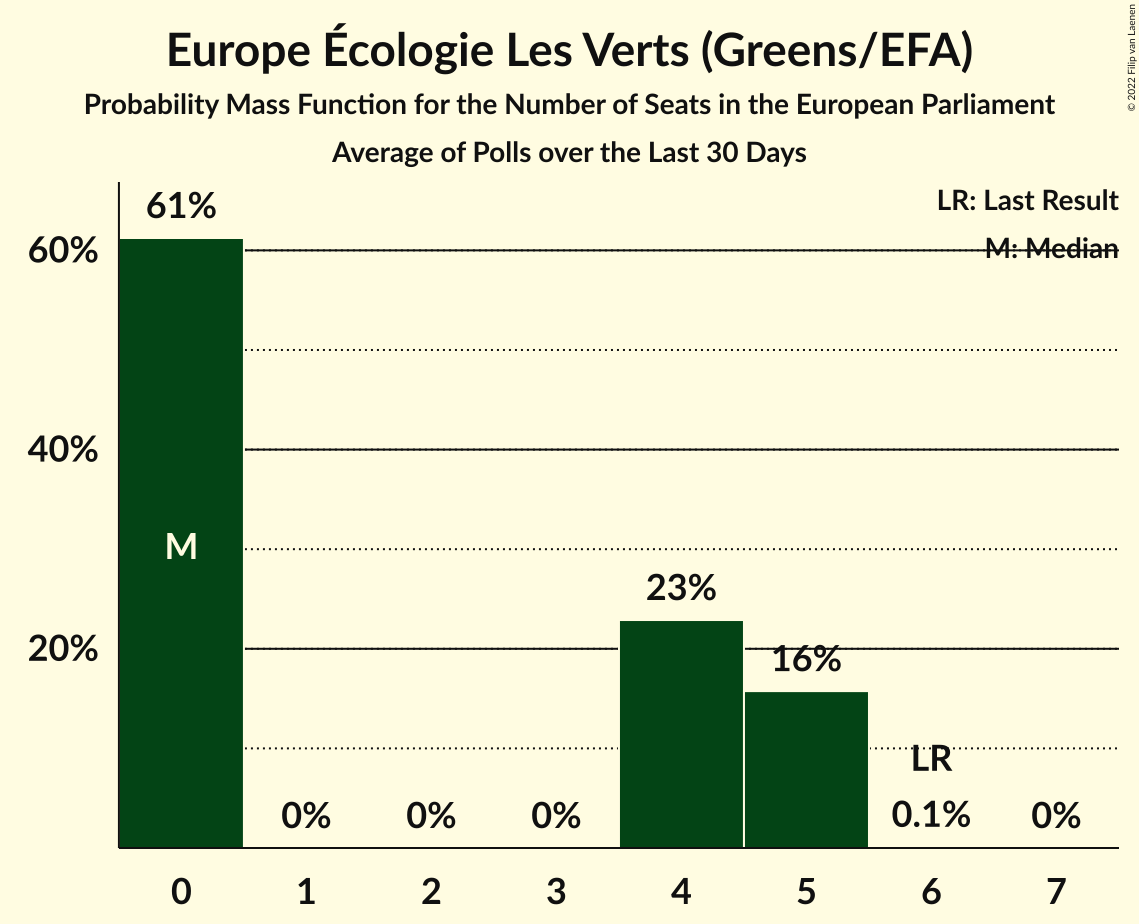 Europe Écologie Les Verts (Greens/EFA)
Probability Mass Function for the Number of Seats in the European Parliament
Average of Polls over the Last 30 Days
© 2022 Filip van Laenen
LR: Last Result
M: Median
61%
60%
40%
20%
M
0%
0%
0%
23%
16%
LR
0.1%
0%
0 1 2 3 4 5 6 7